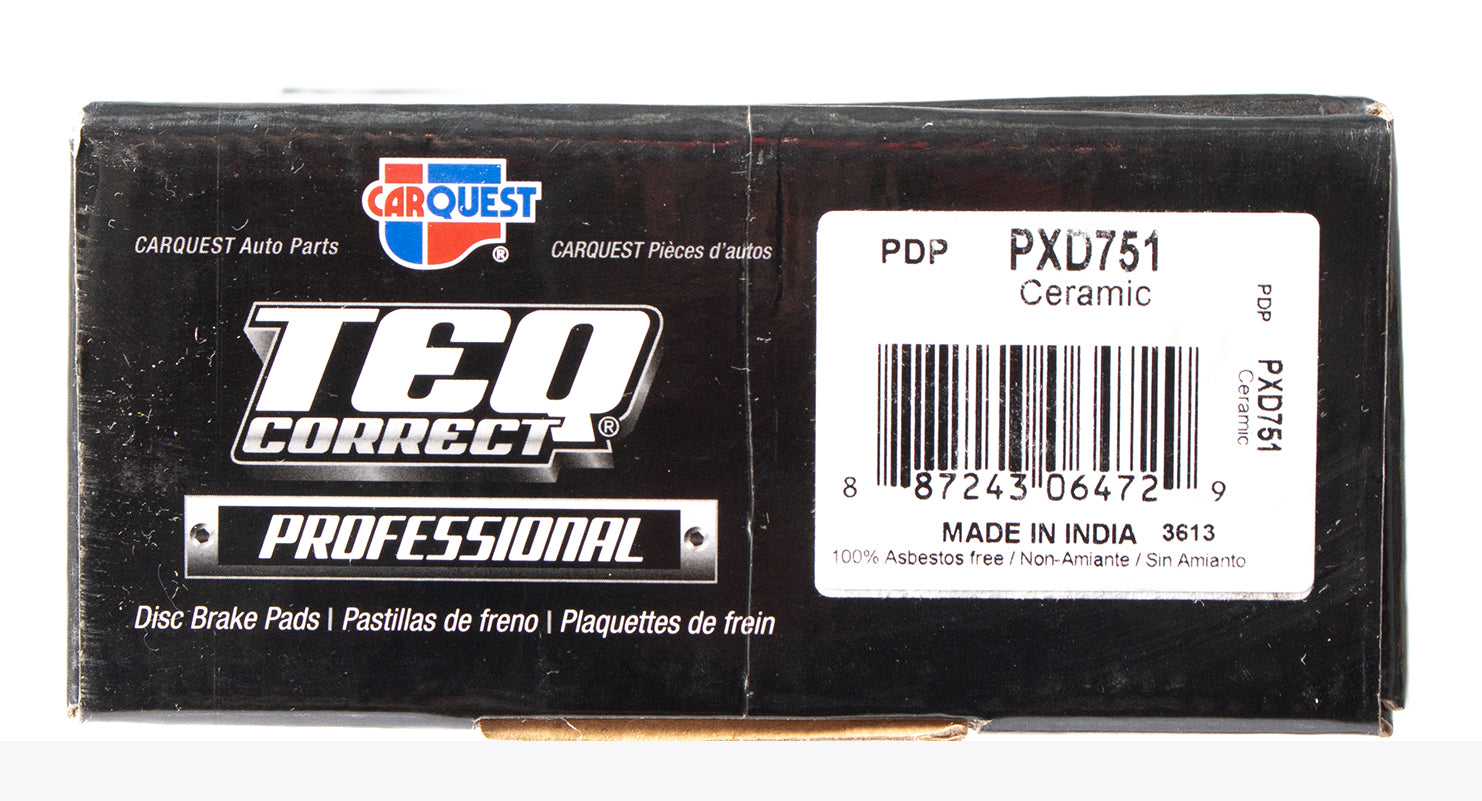 CARQUEST®
CARQUEST Auto Parts
CARQUEST Pièces d'autos
TEQ
CORRECT®
PROFESSIONAL
Disc Brake Pads | Pastillas de freno | Plaquettes de frein
PDP PXD751
Ceramic
8 87243 06472 9
MADE IN INDIA 3613
100% Asbestos free / Non-Amiante / Sin Amianto
PDP PXD751
Ceramic